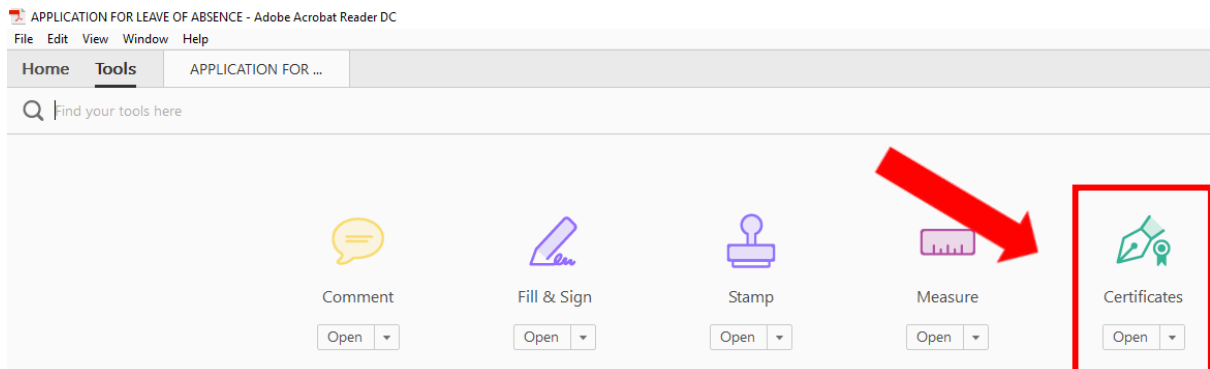 APPLICATION FOR LEAVE OF ABSENCE - Adobe Acrobat Reader DC
File Edit View Window Help
Home Tools APPLICATION FOR ...
Find your tools here
Comment Fill & Sign Stamp Measure Certificates
Open Open Open Open Open